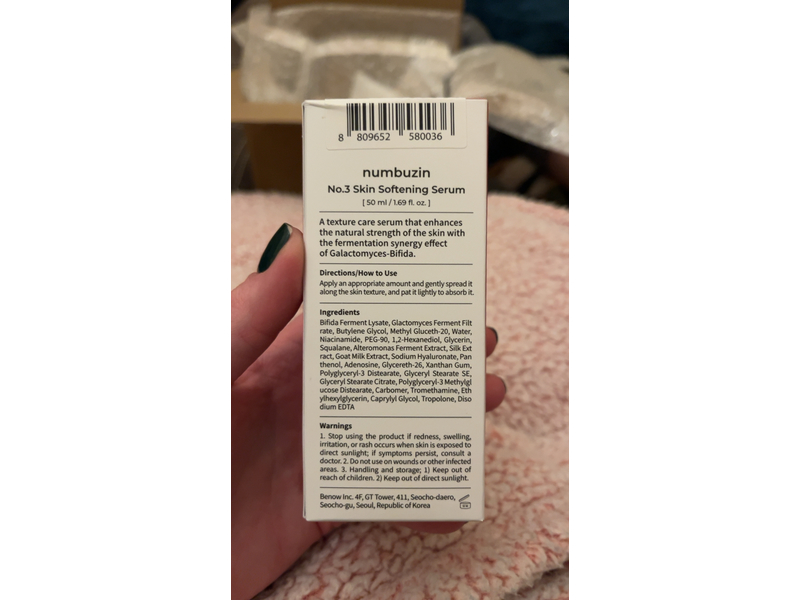 8 809652 580036
numbuzin
No.3 Skin Softening Serum
[ 50 ml / 1.69 fl. oz. ]
A texture care serum that enhances
the natural strength of the skin with
the fermentation synergy effect
of Galactomyces-Bifida.
Directions/How to Use
Apply an appropriate amount and gently spread it
along the skin texture, and pat it lightly to absorb it.
Ingredients
Bifida Ferment Lysate, Glactomyces Ferment Filt
rate, Butylene Glycol, Methyl Gluceth-20, Water,
Niacinamide, PEG-90, 1,2-Hexanediol, Glycerin,
Squalane, Alteromonas Ferment Extract, Silk Ext
ract, Goat Milk Extract, Sodium Hyaluronate, Pan
thenol, Adenosine, Glycereth-26, Xanthan Gum,
Polyglyceryl-3 Distearate, Glyceryl Stearate SE,
Glyceryl Stearate Citrate, Polyglyceryl-3 Methylgl
ucose Distearate, Carbomer, Tromethamine, Eth
ylhexylglycerin, Caprylyl Glycol, Tropolone, Diso
dium EDTA
Warnings
1. Stop using the product if redness, swelling,
irritation, or rash occurs when skin is exposed to
direct sunlight; if symptoms persist, consult a
doctor. 2. Do not use on wounds or other infected
areas. 3. Handling and storage; 1) Keep out of
reach of children. 2) Keep out of direct sunlight.
Benow Inc. 4F, GT Tower, 411, Seocho-daero,
Seocho-gu, Seoul, Republic of Korea